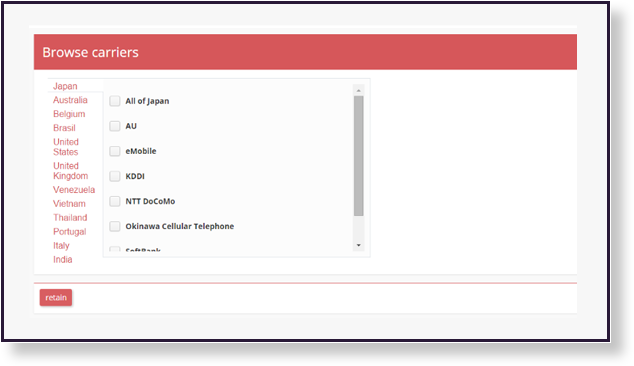 Browse carriers
Japan
Australia
Belgium
Brasil
United
States
United
Kingdom
Venezuela
Vietnam
Thailand
Portugal
Italy
India
All of Japan
AU
eMobile
KDDI
NTT DoCoMo
Okinawa Cellular Telephone
SoftBank
retain